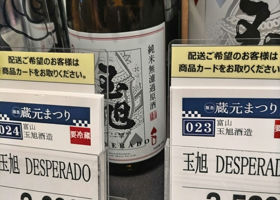 配送ご希望のお客様は
商品カードをお取りください。
蔵元まつり
024
富山
玉旭酒造
要冷蔵
玉旭 DESPERADO
純米無濾過原酒
旭
配送ご希望のお客様は
商品カードをお取りください。
蔵元まつり
023
富山
玉旭酒造
玉旭 DESPERAD